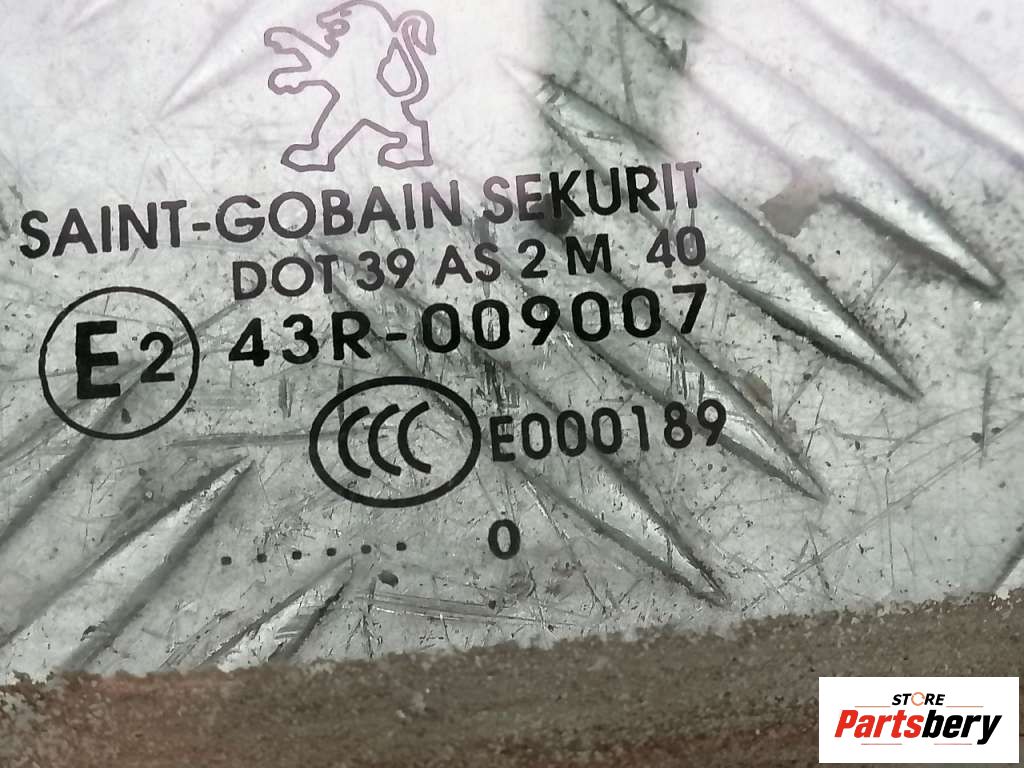 SAINT-GOBAIN SEKURIT
DOT 39 AS 2 M 40
E2 43R-009007
CCC E000189
...... 0
STORE
Partsbery